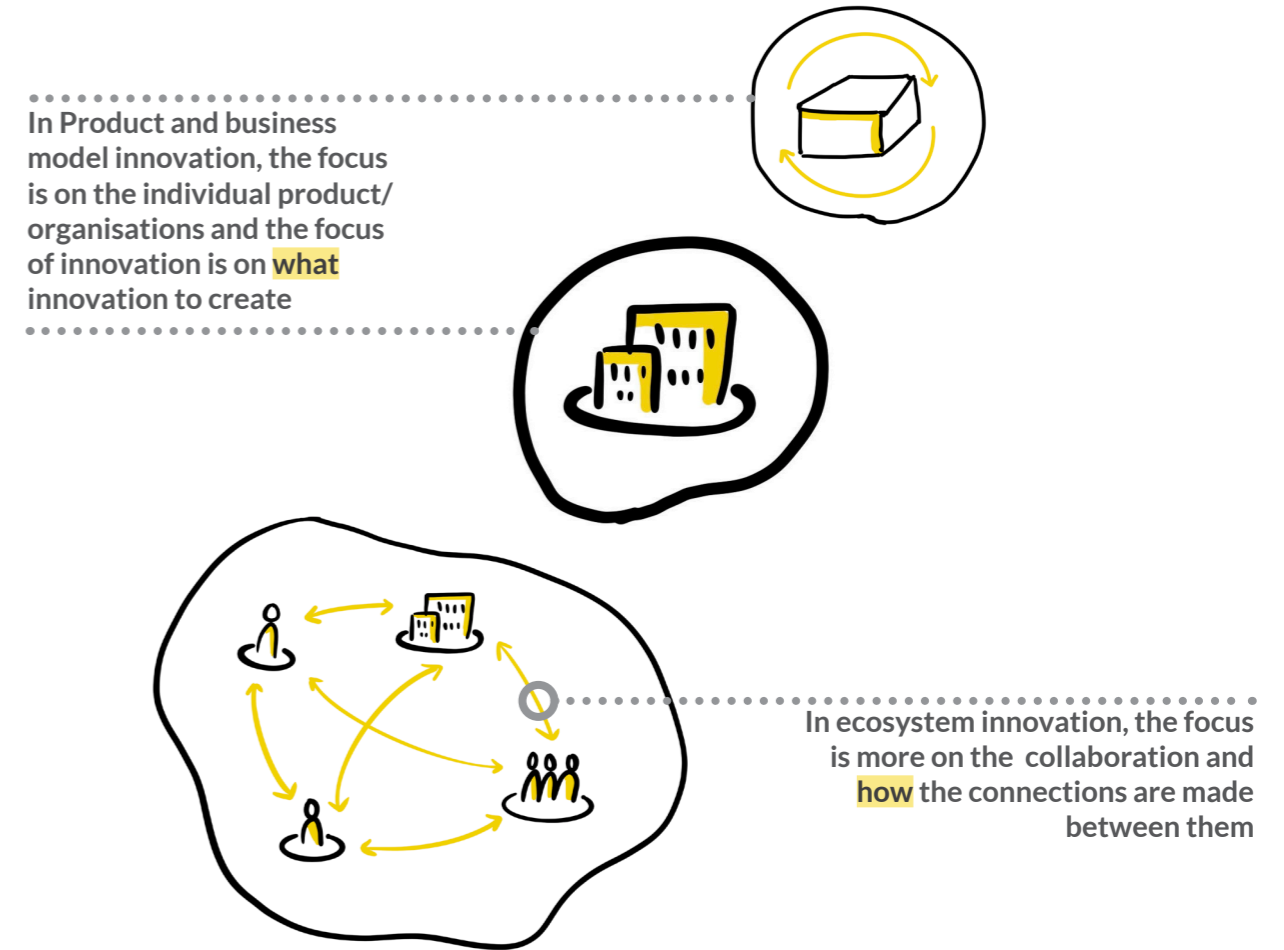 In Product and business
model innovation, the focus
is on the individual product/
organisations and the focus
of innovation is on what
innovation to create
In ecosystem innovation, the focus
is more on the collaboration and
how the connections are made
between them